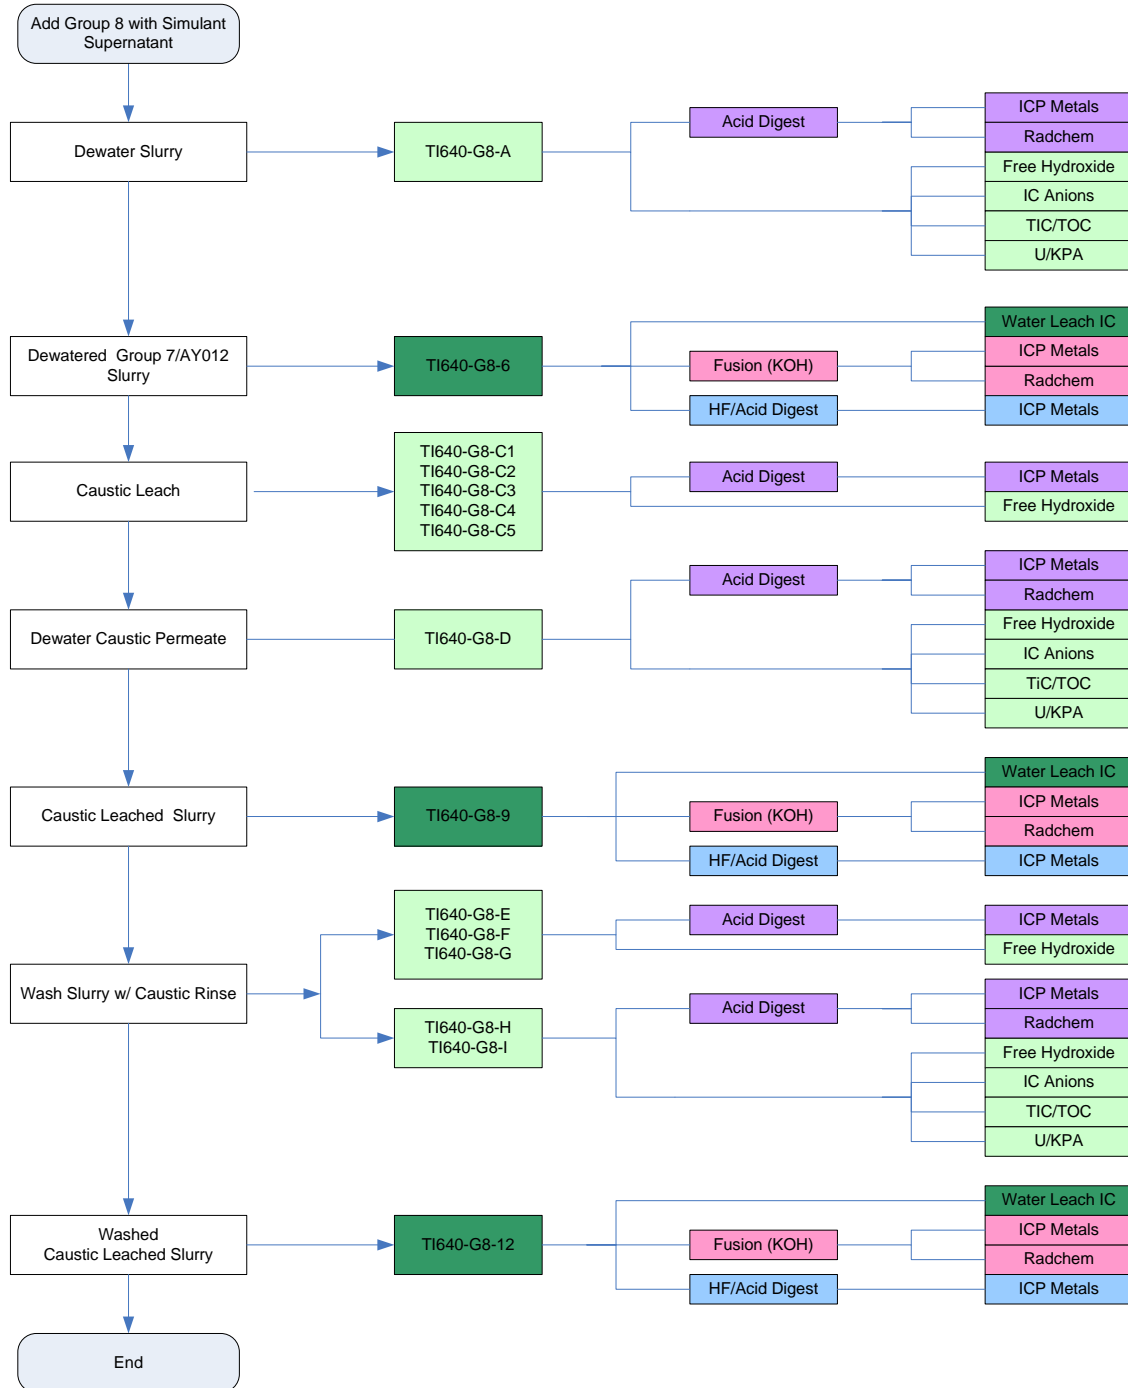 Add Group 8 with Simulant
Supernatant
Dewater Slurry
TI640-G8-A
Acid Digest
ICP Metals
Radchem
Free Hydroxide
IC Anions
TIC/TOC
U/KPA
Dewatered Group 7/AY012
Slurry
TI640-G8-6
Water Leach IC
Fusion (KOH)
ICP Metals
Radchem
HF/Acid Digest
ICP Metals
Caustic Leach
TI640-G8-C1
TI640-G8-C2
TI640-G8-C3
TI640-G8-C4
TI640-G8-C5
Acid Digest
ICP Metals
Free Hydroxide
Dewater Caustic Permeate
TI640-G8-D
Acid Digest
ICP Metals
Radchem
Free Hydroxide
IC Anions
TiC/TOC
U/KPA
Caustic Leached Slurry
TI640-G8-9
Water Leach IC
Fusion (KOH)
ICP Metals
Radchem
HF/Acid Digest
ICP Metals
Wash Slurry w/ Caustic Rinse
TI640-G8-E
TI640-G8-F
TI640-G8-G
Acid Digest
ICP Metals
Free Hydroxide
TI640-G8-H
TI640-G8-I
Acid Digest
ICP Metals
Radchem
Free Hydroxide
IC Anions
TIC/TOC
U/KPA
Washed
Caustic Leached Slurry
TI640-G8-12
Water Leach IC
Fusion (KOH)
ICP Metals
Radchem
HF/Acid Digest
ICP Metals
End